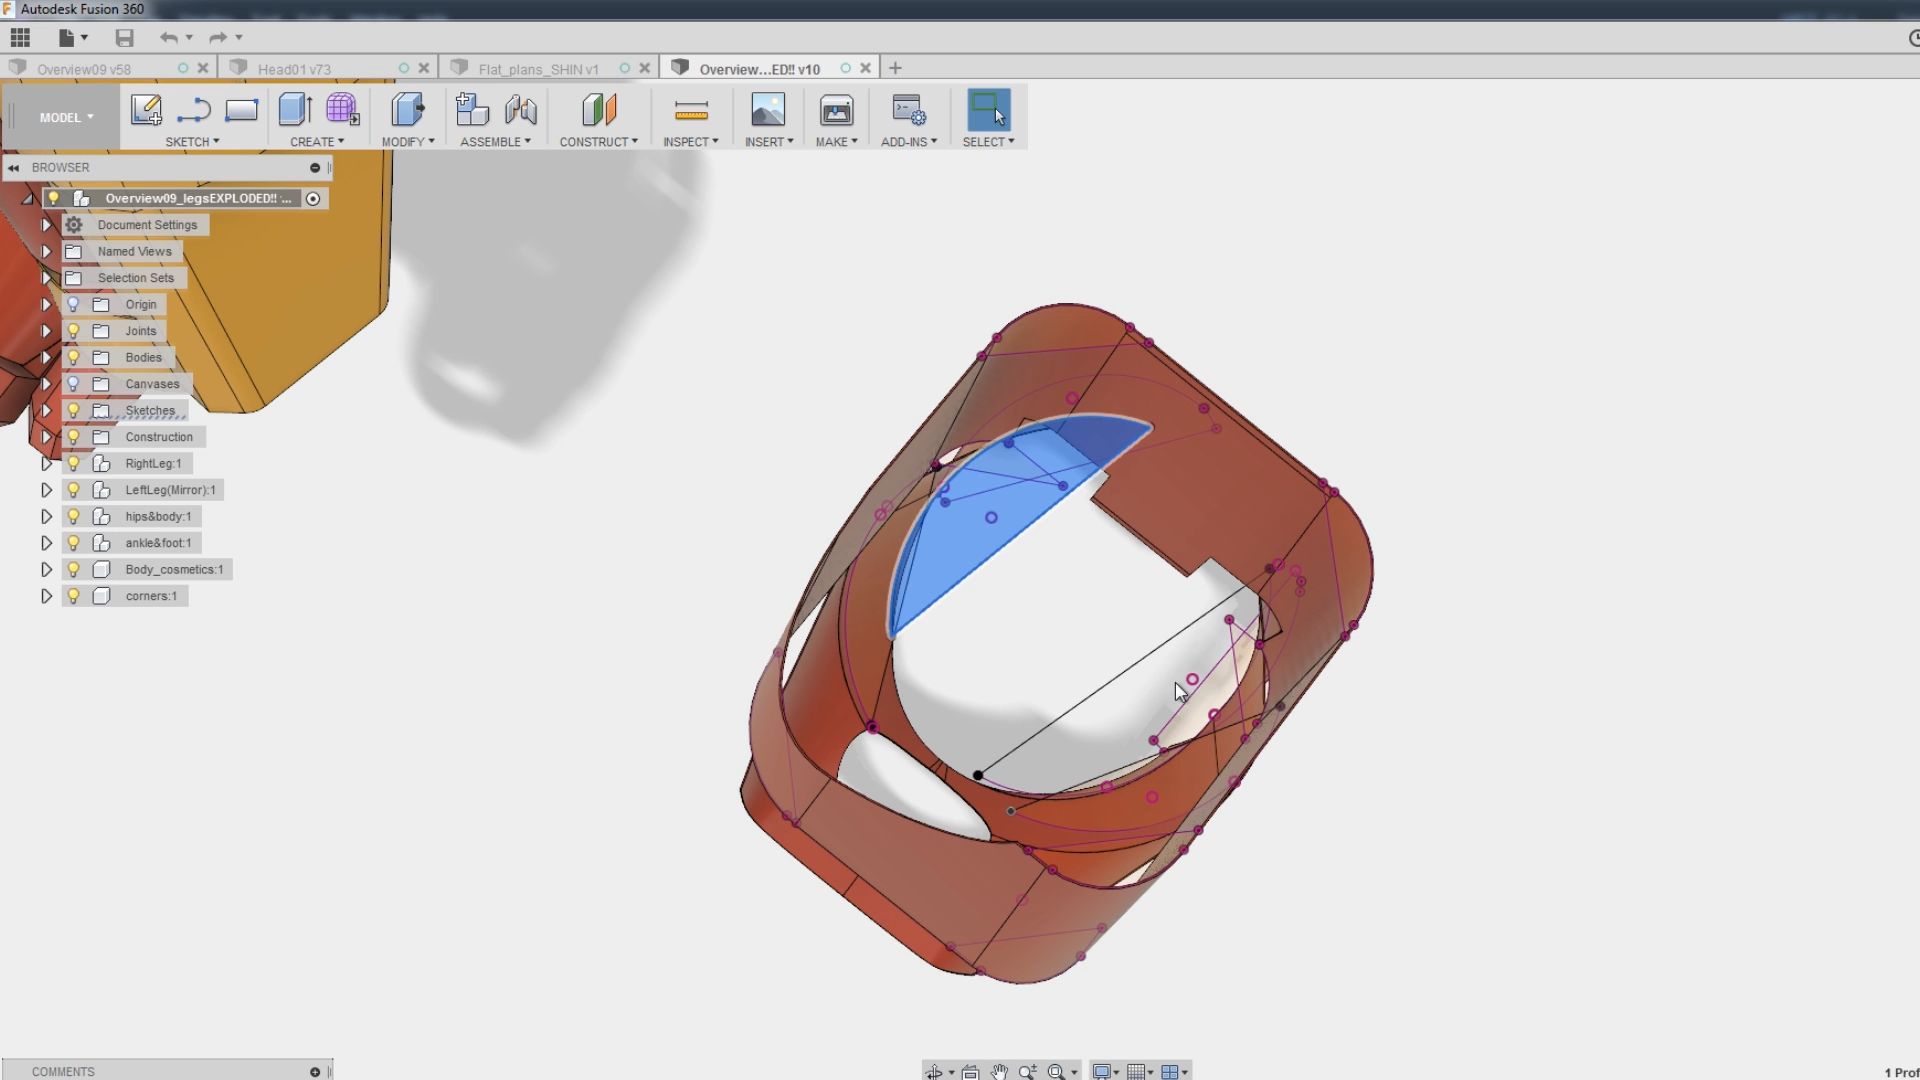 Autodesk Fusion 360
Overview09 v58
Head01 v73
Flat_plans_SHIN v1
Overview...ED!! v10
MODEL
SKETCH
CREATE
MODIFY
ASSEMBLE
CONSTRUCT
INSPECT
INSERT
MAKE
ADD-INS
SELECT
BROWSER
Overview09_legsEXPLODED!! ...
Document Settings
Named Views
Selection Sets
Origin
Joints
Bodies
Canvases
Sketches
Construction
RightLeg:1
LeftLeg(Mirror):1
hips&body:1
ankle&foot:1
Body_cosmetics:1
corners:1
COMMENTS
1 Prof